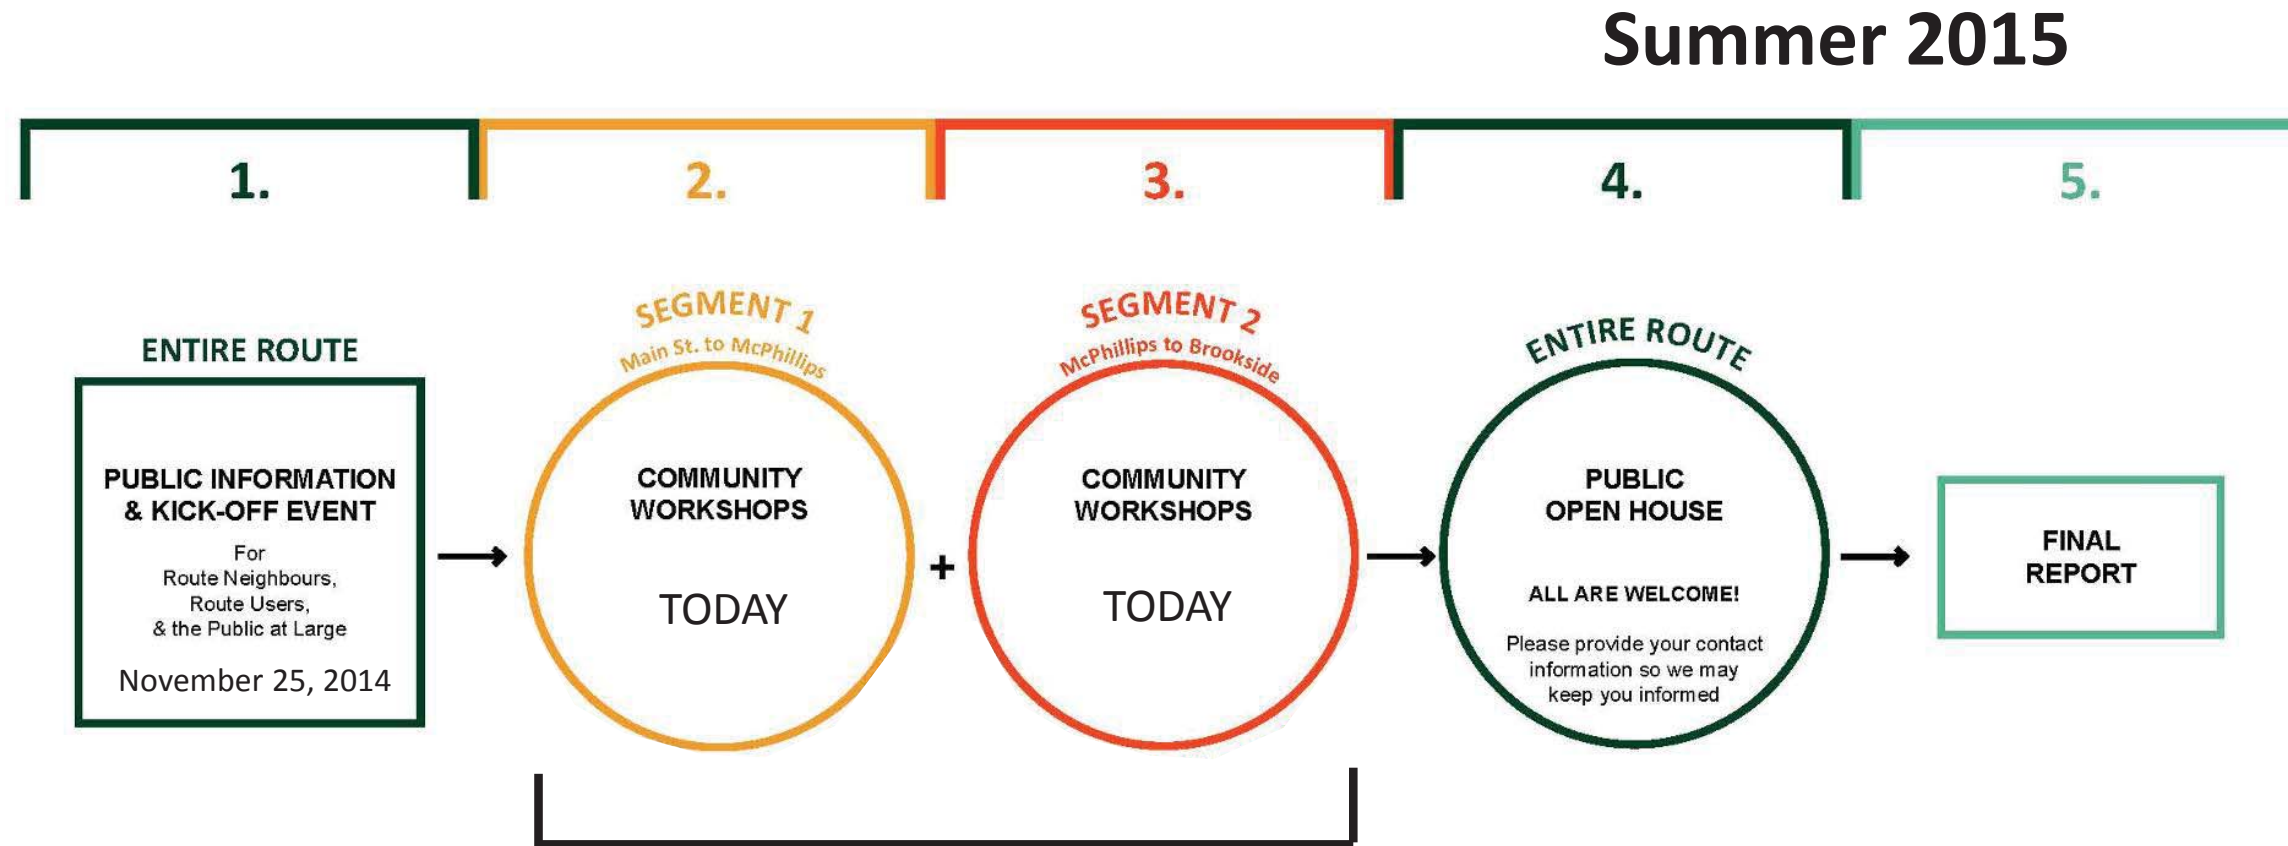 Summer 2015
1.
2.
3.
4.
5.
ENTIRE ROUTE
PUBLIC INFORMATION
& KICK-OFF EVENT
For
Route Neighbours,
Route Users,
& the Public at Large
November 25, 2014
SEGMENT 1
Main St. to McPhillips
COMMUNITY
WORKSHOPS
TODAY
+
SEGMENT 2
McPhillips to Brookside
COMMUNITY
WORKSHOPS
TODAY
ENTIRE ROUTE
PUBLIC
OPEN HOUSE
ALL ARE WELCOME!
Please provide your contact
information so we may
keep you informed
FINAL
REPORT